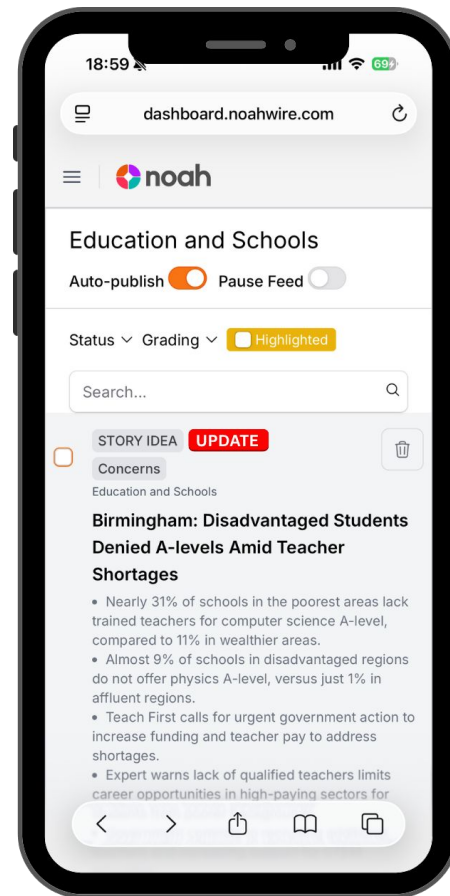 18:59
69
dashboard.noahwire.com
noah
Education and Schools
Auto-publish Pause Feed
Status Grading Highlighted
Search...
STORY IDEA UPDATE
Concerns
Education and Schools
Birmingham: Disadvantaged Students
Denied A-levels Amid Teacher
Shortages
• Nearly 31% of schools in the poorest areas lack
trained teachers for computer science A-level,
compared to 11% in wealthier areas.
• Almost 9% of schools in disadvantaged regions
do not offer physics A-level, versus just 1% in
affluent regions.
• Teach First calls for urgent government action to
increase funding and teacher pay to address
shortages.
• Expert warns lack of qualified teachers limits
career opportunities in high-paying sectors for